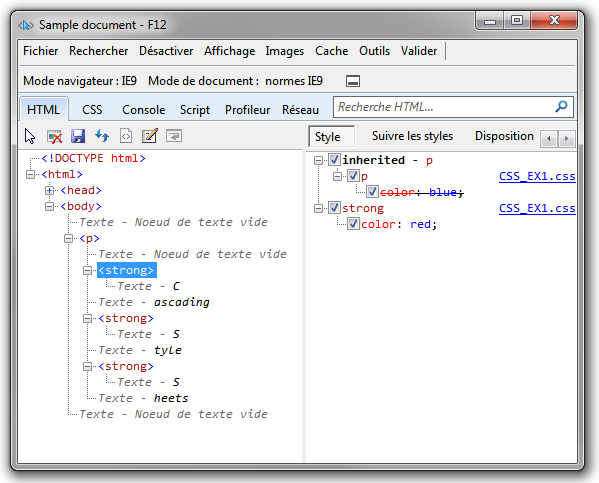 Sample document - F12
Fichier Rechercher Désactiver Affichage Images Cache Outils Valider
Mode navigateur : IE9 Mode de document : normes IE9
HTML CSS Console Script Profileur Réseau Recherche HTML...
Style Suivre les styles Disposition
<!DOCTYPE html>
<html>
<head>
<body>
Texte - Noeud de texte vide
<p>
Texte - Noeud de texte vide
<strong>
Texte - C
Texte - ascading
<strong>
Texte - S
Texte - tyle
<strong>
Texte - S
Texte - heets
Texte - Noeud de texte vide
inherited - p
p CSS_EX1.css
color: blue;
strong CSS_EX1.css
color: red;